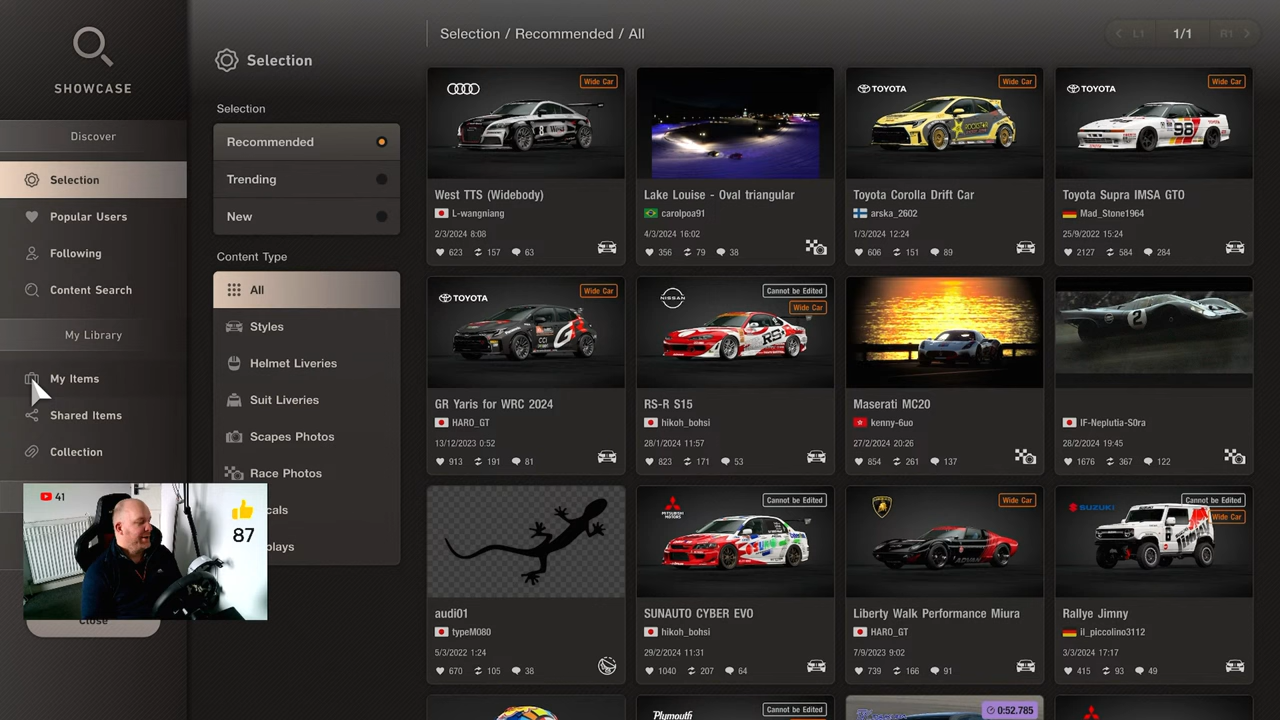 SHOWCASE
Discover
Selection
Popular Users
Following
Content Search
My Library
My Items
Shared Items
Collection
Close
41
87
Selection
Selection
Recommended
Trending
New
Content Type
All
Styles
Helmet Liveries
Suit Liveries
Scapes Photos
Race Photos
Selection / Recommended / All
L1
1/1
R1
Wide Car
West TTS (Widebody)
L-wangniang
2/3/2024 8:08
623 157 63
Lake Louise - Oval triangular
carolpoa91
4/3/2024 16:02
356 79 38
TOYOTA
Wide Car
Toyota Corolla Drift Car
arska_2602
1/3/2024 12:24
606 151 89
TOYOTA
Wide Car
98
Toyota Supra IMSA GTO
Mad_Stone1964
25/9/2022 15:24
2127 584 284
TOYOTA
Wide Car
GR Yaris for WRC 2024
HARO_GT
13/12/2023 0:52
913 191 81
NISSAN
Cannot be Edited
Wide Car
RS-R S15
hikoh_bohsi
28/1/2024 11:57
823 171 53
Maserati MC20
kenny-6uo
27/2/2024 20:26
854 261 137
2
IF-Neplutia-S0ra
28/2/2024 19:45
1676 367 122
audi01
typeM080
5/3/2022 1:24
670 105 38
MITSUBISHI
MOTORS
Cannot be Edited
SUNAUTO CYBER EVO
hikoh_bohsi
29/2/2024 11:31
1040 207 64
Wide Car
Liberty Walk Performance Miura
HARO_GT
7/9/2023 9:02
739 166 91
SUZUKI
Cannot be Edited
Wide Car
Rallye Jimny
il_piccolino3112
3/3/2024 17:17
415 93 49
Plymouth
Cannot be Edited
0:52.785
Cannot be Edited